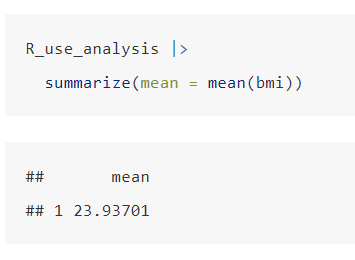 R_use_analysis |>
  summarize(mean = mean(bmi))
##       mean
## 1 23.93701